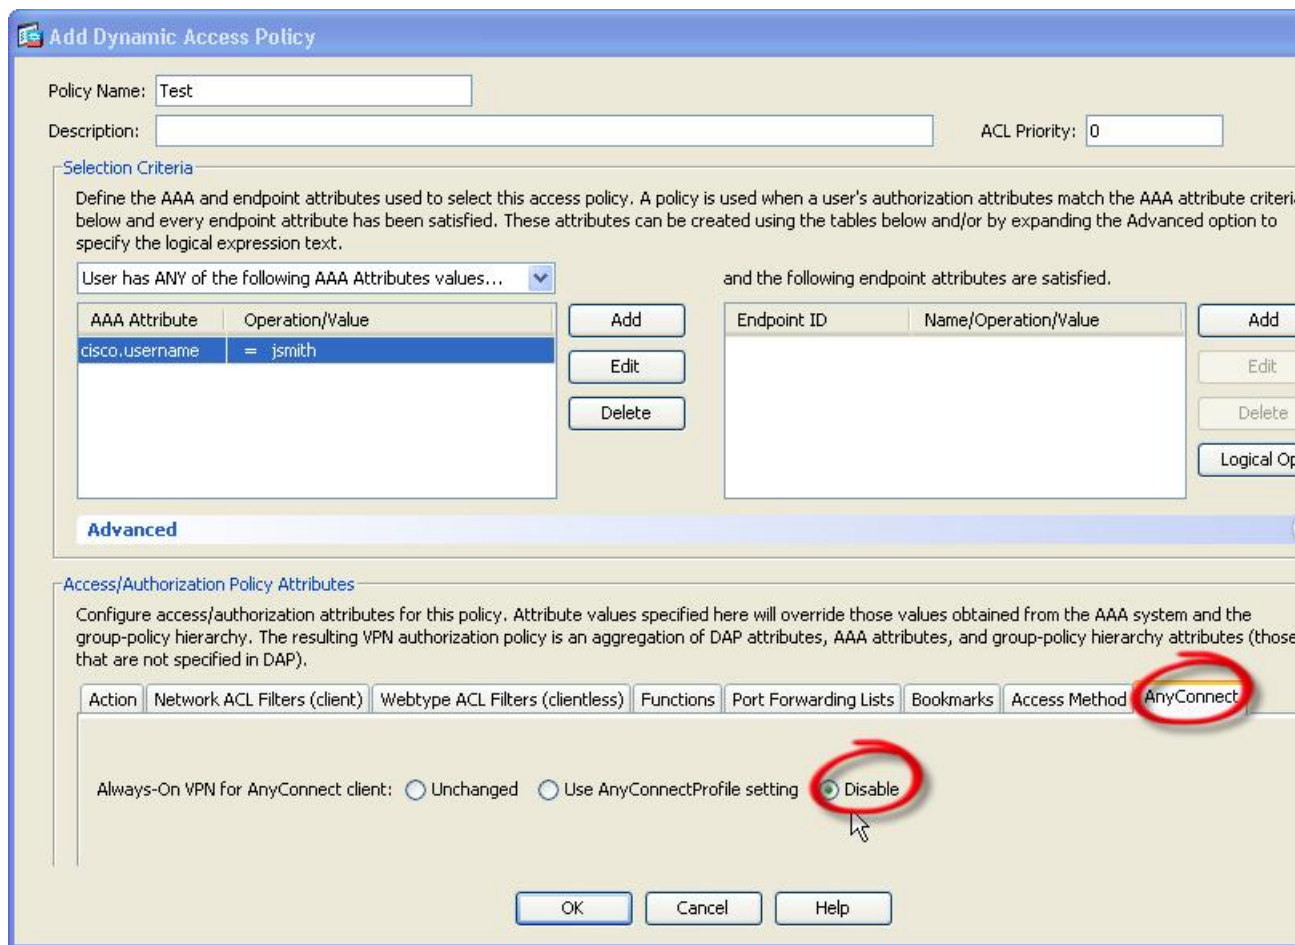 Add Dynamic Access Policy
Policy Name: Test
Description:
ACL Priority: 0
Selection Criteria
Define the AAA and endpoint attributes used to select this access policy. A policy is used when a user's authorization attributes match the AAA attribute criteri
below and every endpoint attribute has been satisfied. These attributes can be created using the tables below and/or by expanding the Advanced option to
specify the logical expression text.
User has ANY of the following AAA Attributes values...
and the following endpoint attributes are satisfied.
AAA Attribute Operation/Value
cisco.username = jsmith
Add
Edit
Delete
Endpoint ID Name/Operation/Value
Add
Edit
Delete
Logical Op
Advanced
Access/Authorization Policy Attributes
Configure access/authorization attributes for this policy. Attribute values specified here will override those values obtained from the AAA system and the
group-policy hierarchy. The resulting VPN authorization policy is an aggregation of DAP attributes, AAA attributes, and group-policy hierarchy attributes (those
that are not specified in DAP).
Action Network ACL Filters (client) Webtype ACL Filters (clientless) Functions Port Forwarding Lists Bookmarks Access Method AnyConnect
Always-On VPN for AnyConnect client: Unchanged Use AnyConnectProfile setting Disable
OK Cancel Help